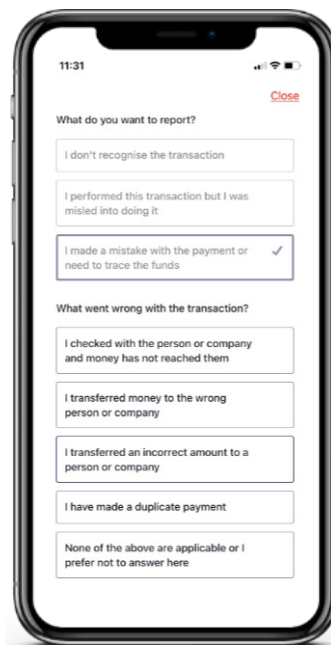 11:31
Close
What do you want to report?
I don't recognise the transaction
I performed this transaction but I was
misled into doing it
I made a mistake with the payment or
need to trace the funds
What went wrong with the transaction?
I checked with the person or company
and money has not reached them
I transferred money to the wrong
person or company
I transferred an incorrect amount to a
person or company
I have made a duplicate payment
None of the above are applicable or I
prefer not to answer here